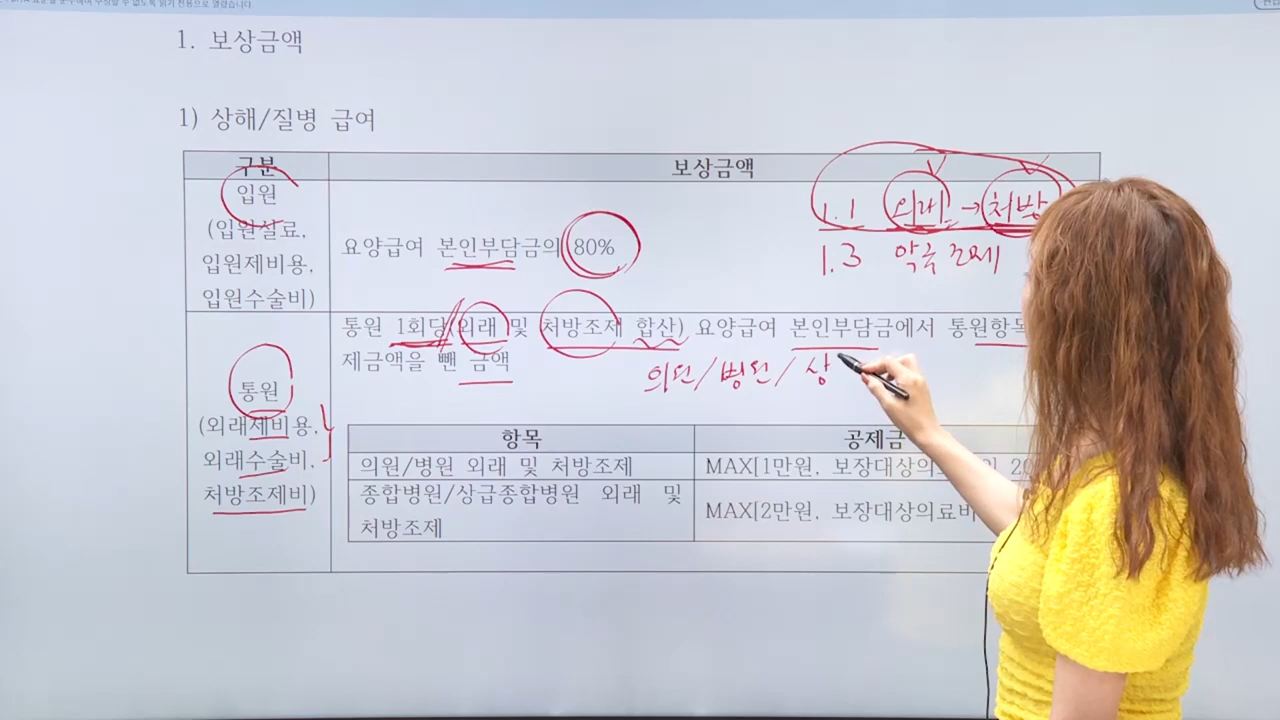 1. 보상금액
1) 상해/질병 급여
구분
보상금액
입원
(입원실료,
입원제비용,
입원수술비)
요양급여 본인부담금의 80%
1.1 외래 → 처방
1.3 약국 조제
통원
(외래제비용,
외래수술비,
처방조제비)
통원 1회당(외래 및 처방조제 합산) 요양급여 본인부담금에서 통원항목
제금액을 뺀 금액
의원/병원/상
항목
공제금
의원/병원 외래 및 처방조제
MAX[1만원, 보장대상의 20
종합병원/상급종합병원 외래 및
처방조제
MAX[2만원, 보장대상의료비